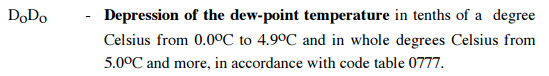 DₒDₒ - Depression of the dew-point temperature in tenths of a degree
Celsius from 0.0ºC to 4.9ºC and in whole degrees Celsius from
5.0ºC and more, in accordance with code table 0777.